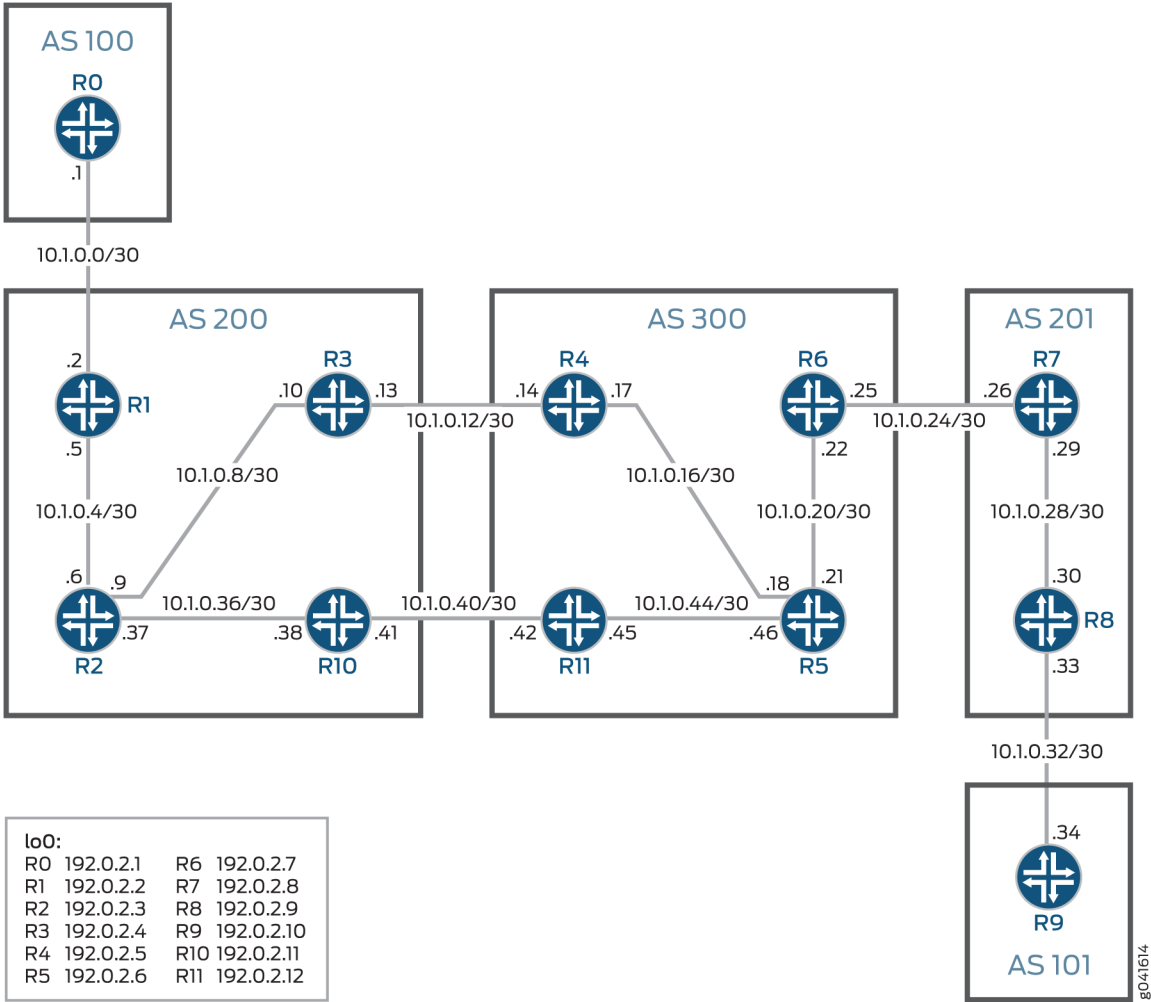 AS 100
R0
.1
10.1.0.0/30
AS 200
AS 300
AS 201
.2
R3
R4
R6
R7
.10
.13
.14
.17
.25
.26
R1
10.1.0.12/30
10.1.0.24/30
.5
.22
.29
10.1.0.8/30
10.1.0.16/30
10.1.0.4/30
10.1.0.20/30
10.1.0.28/30
.6
.9
.18
.21
.30
10.1.0.36/30
10.1.0.40/30
10.1.0.44/30
R8
.37
.38
.41
.42
.45
.46
R2
R10
R11
R5
.33
10.1.0.32/30
.34
R9
AS 101
lo0:
R0 192.0.2.1 R6 192.0.2.7
R1 192.0.2.2 R7 192.0.2.8
R2 192.0.2.3 R8 192.0.2.9
R3 192.0.2.4 R9 192.0.2.10
R4 192.0.2.5 R10 192.0.2.11
R5 192.0.2.6 R11 192.0.2.12
g041614